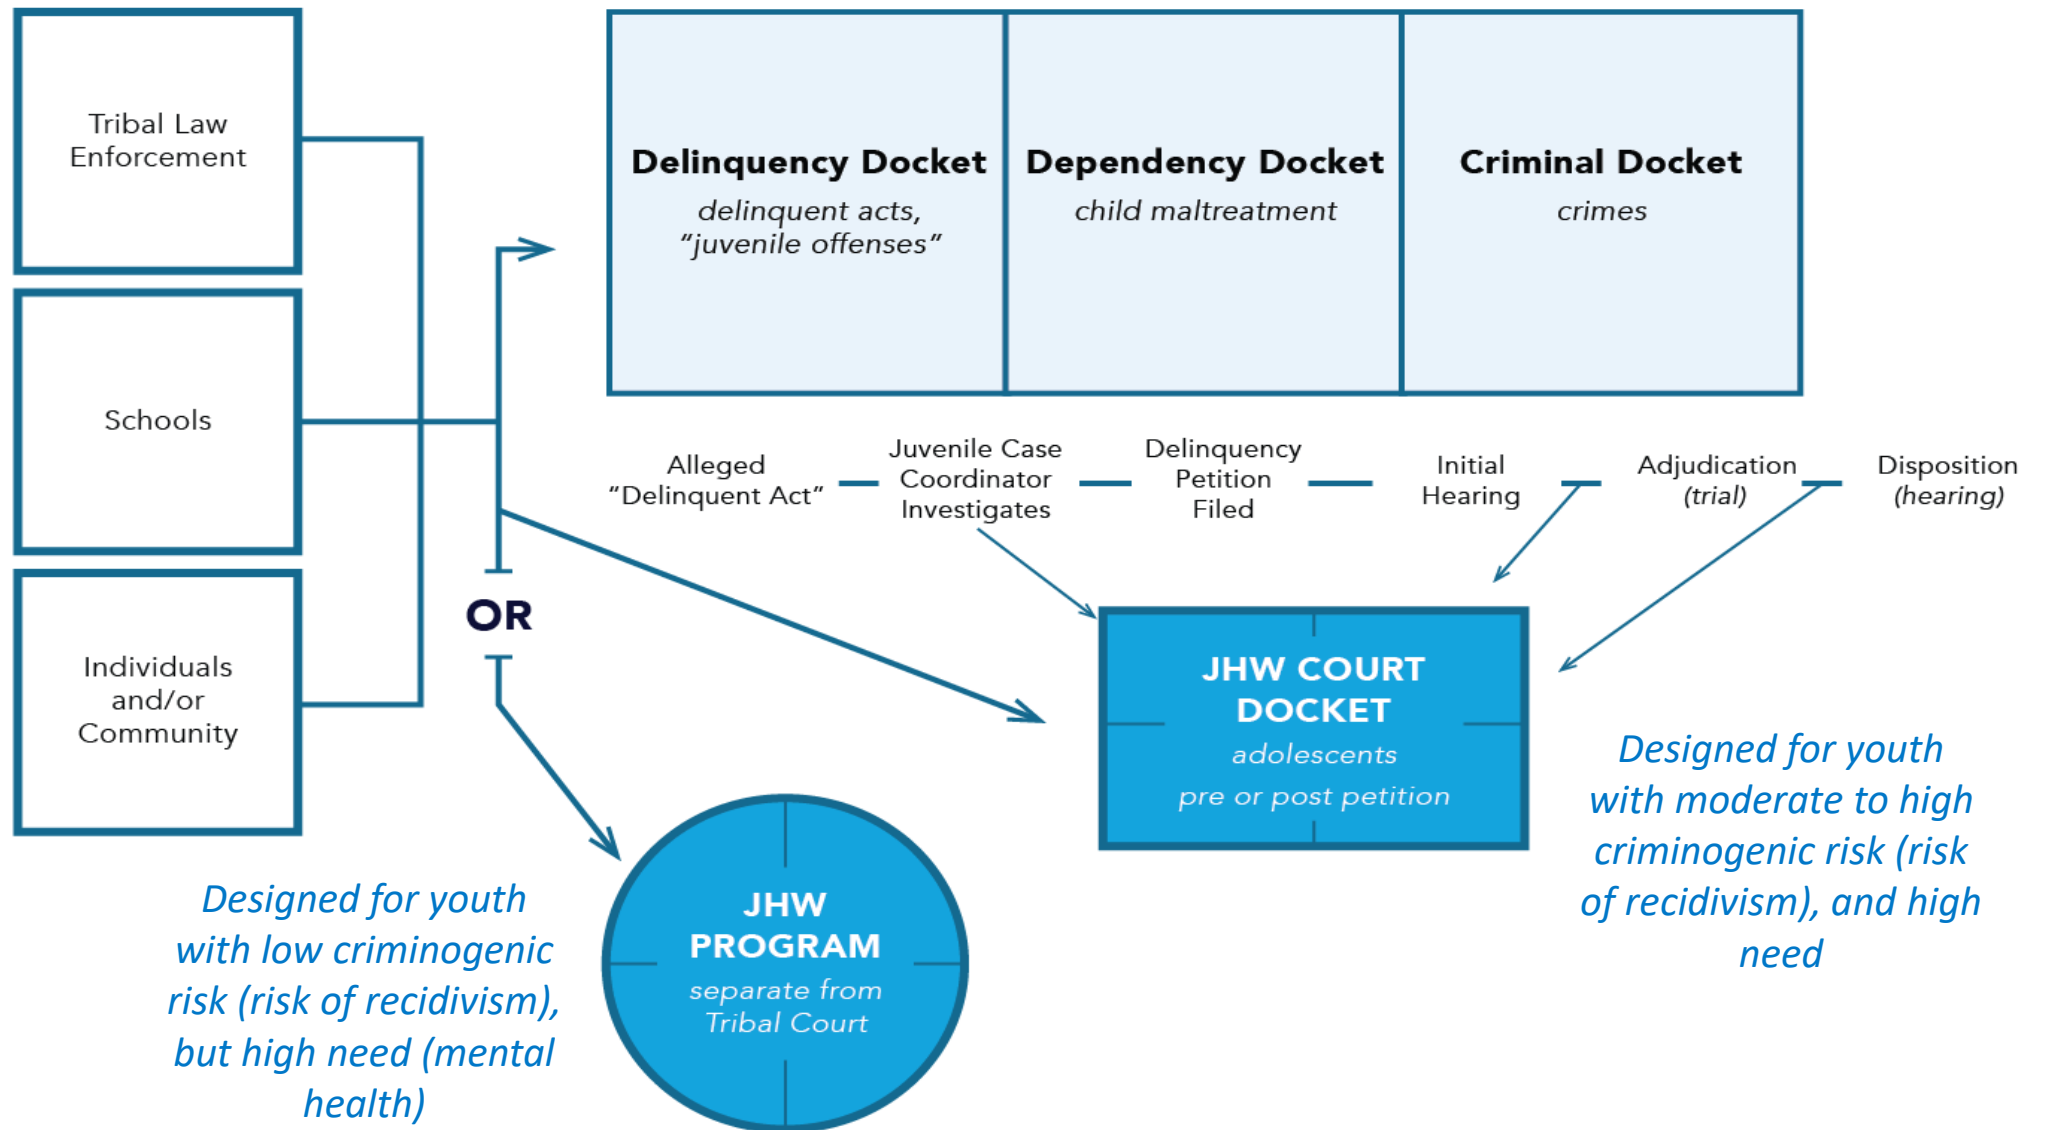 Tribal Law
Enforcement
Schools
Individuals
and/or
Community
Delinquency Docket
delinquent acts,
“juvenile offenses”
Dependency Docket
child maltreatment
Criminal Docket
crimes
Alleged
“Delinquent Act”
Juvenile Case
Coordinator
Investigates
Delinquency
Petition
Filed
Initial
Hearing
Adjudication
(trial)
Disposition
(hearing)
OR
JHW COURT
DOCKET
adolescents
pre or post petition
Designed for youth
with moderate to high
criminogenic risk (risk
of recidivism), and high
need
JHW
PROGRAM
separate from
Tribal Court
Designed for youth
with low criminogenic
risk (risk of recidivism),
but high need (mental
health)